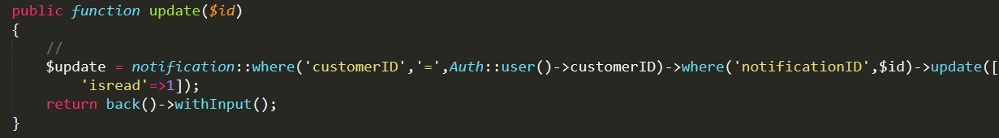 public function update($id)
{
//
$update = notification::where('customerID','=',Auth::user()->customerID)->where('notificationID',$id)->update([
'isread'=>1]);
return back()->withInput();
}